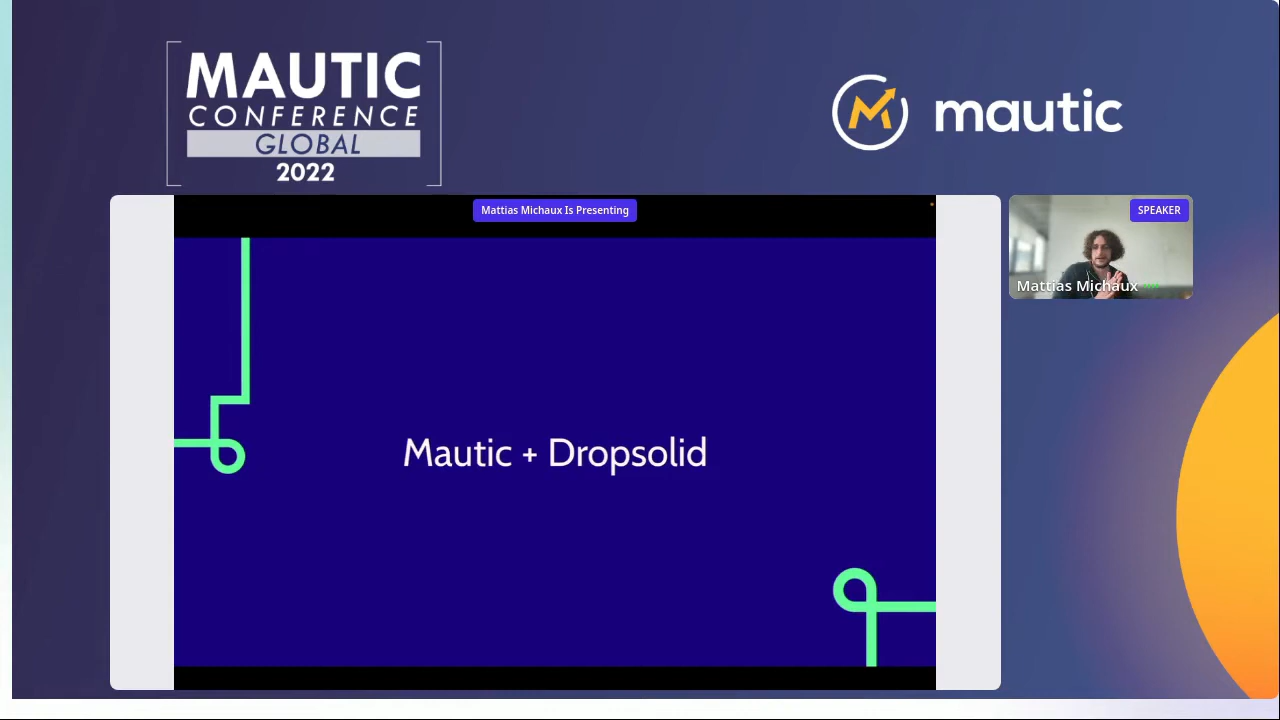 MAUTIC
CONFERENCE
GLOBAL
2022
mautic
Mattias Michaux Is Presenting
SPEAKER
Mattias Michaux
Mautic + Dropsolid